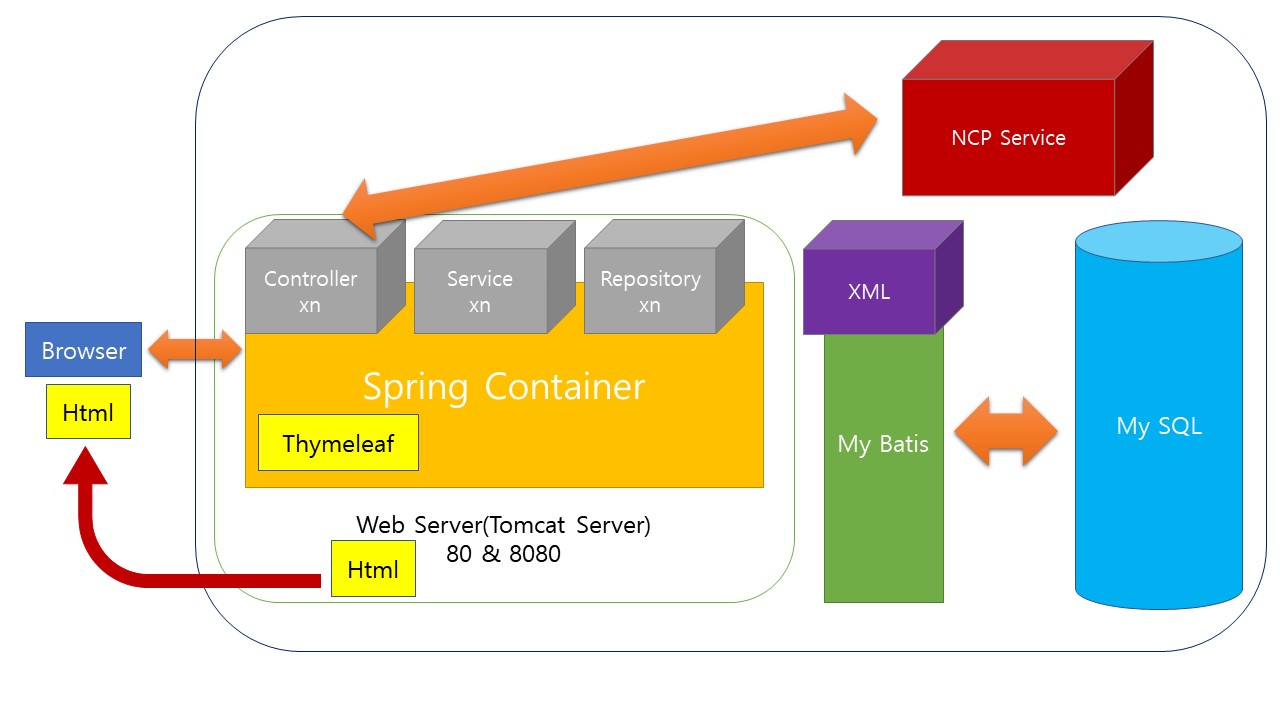 NCP Service
Controller
xn
Service
xn
Repository
xn
XML
Browser
Html
Spring Container
Thymeleaf
My Batis
My SQL
Web Server(Tomcat Server)
80 & 8080
Html